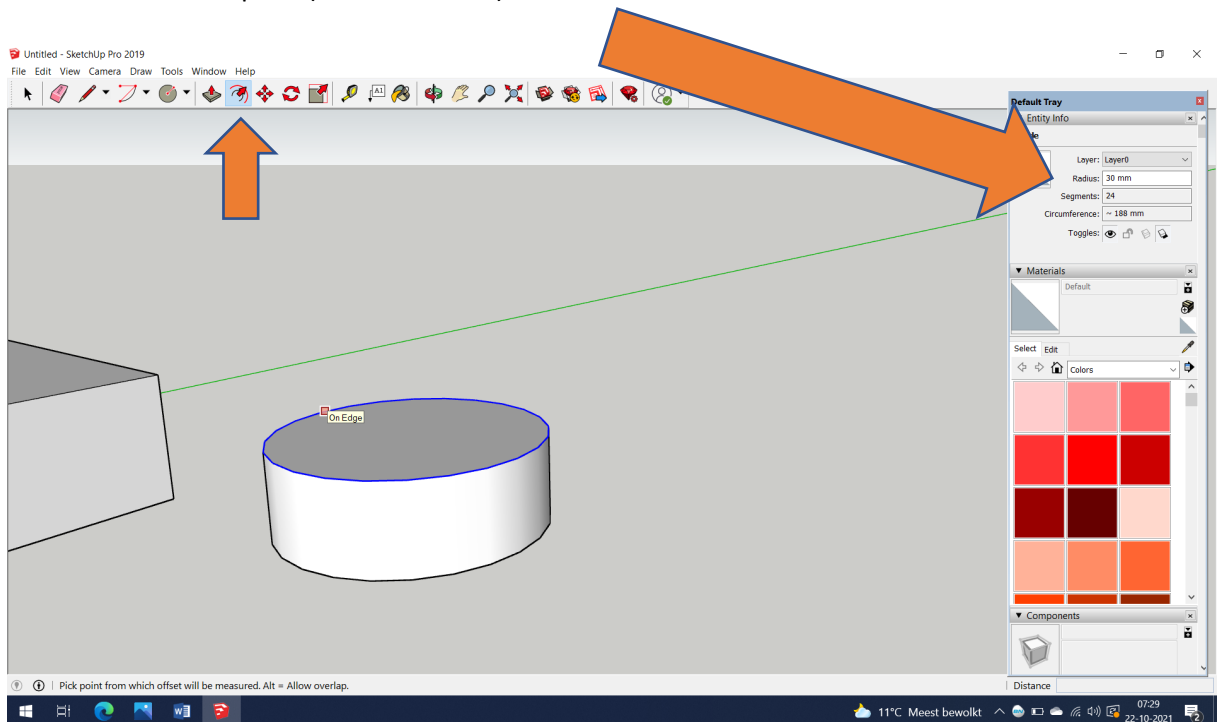 Untitled - SketchUp Pro 2019
File Edit View Camera Draw Tools Window Help
A1
Default Tray
Entity Info
Layer: Layer0
Radius: 30 mm
Segments: 24
Circumference: ~ 188 mm
Toggles:
Materials
Default
Select Edit
Colors
On Edge
Components
Pick point from which offset will be measured. Alt = Allow overlap.
Distance
11°C Meest bewolkt
07:29
22-10-2021
2